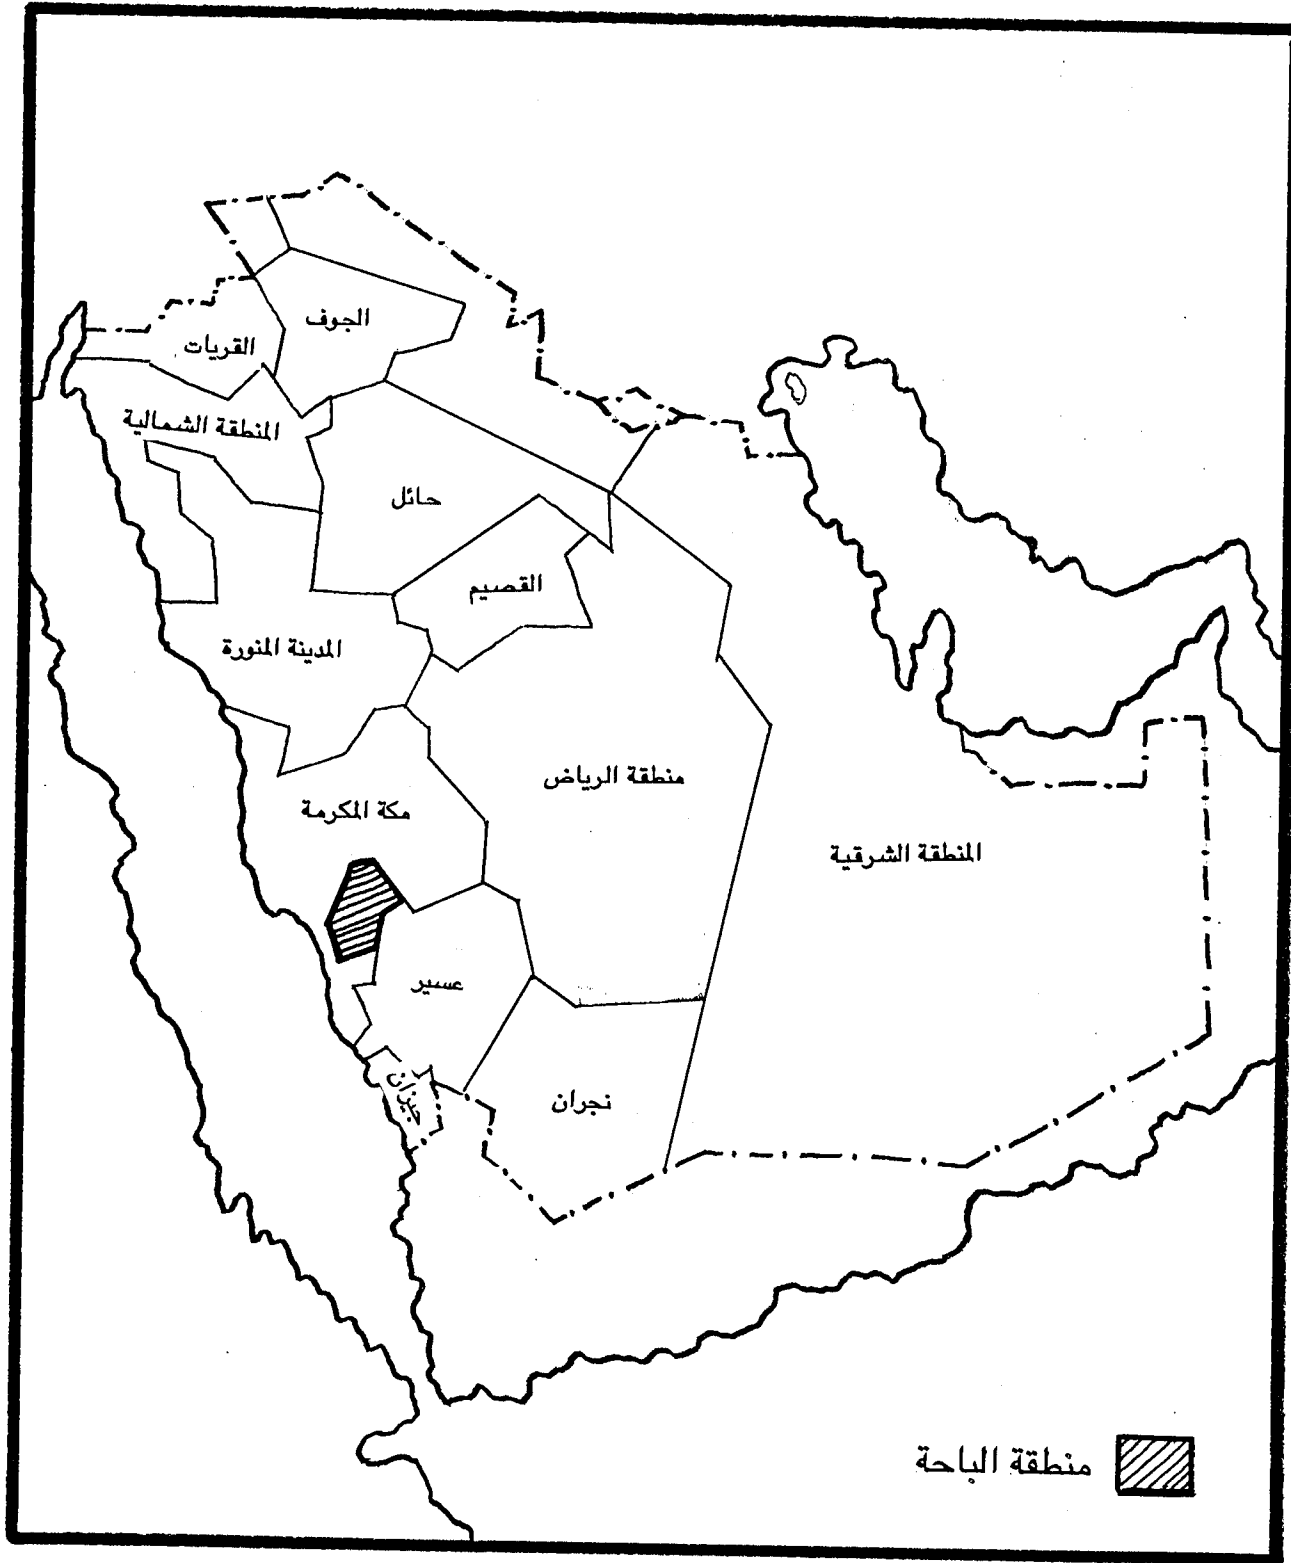 الجوف
القريات
المنطقة الشمالية
حائل
القصيم
المدينة المنورة
منطقة الرياض
مكة المكرمة
المنطقة الشرقية
عسير
جيزان
نجران
منطقة الباحة